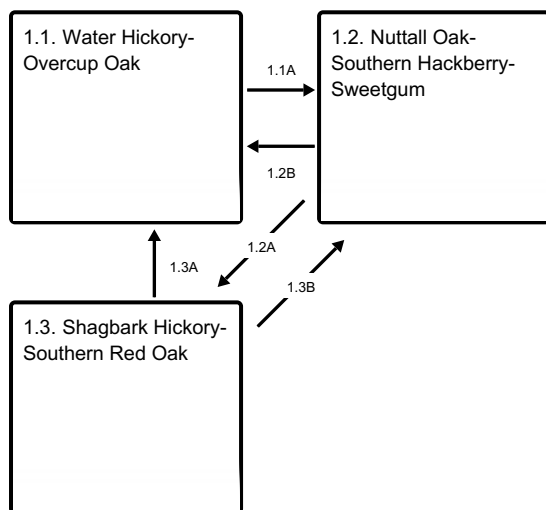 1.1. Water Hickory-
Overcup Oak
1.2. Nuttall Oak-
Southern Hackberry-
Sweetgum
1.1A
1.2B
1.2A
1.3A
1.3B
1.3. Shagbark Hickory-
Southern Red Oak